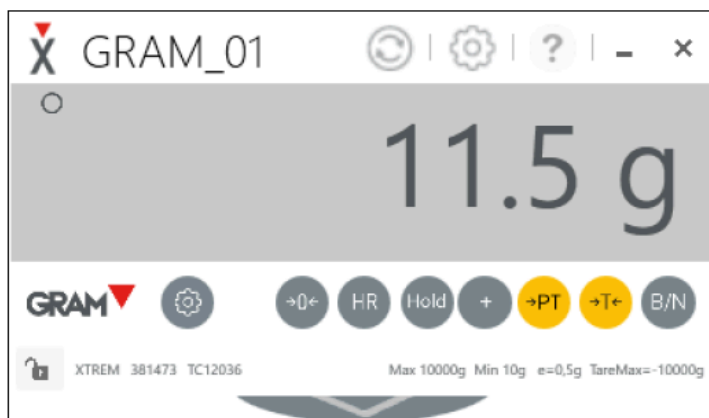 GRAM_01 ?
11.5 g
GRAM →0← HR Hold + →PT →T← B/N
XTREM 381473 TC12036 Max 10000g Min 10g e=0,5g TareMax=-10000g